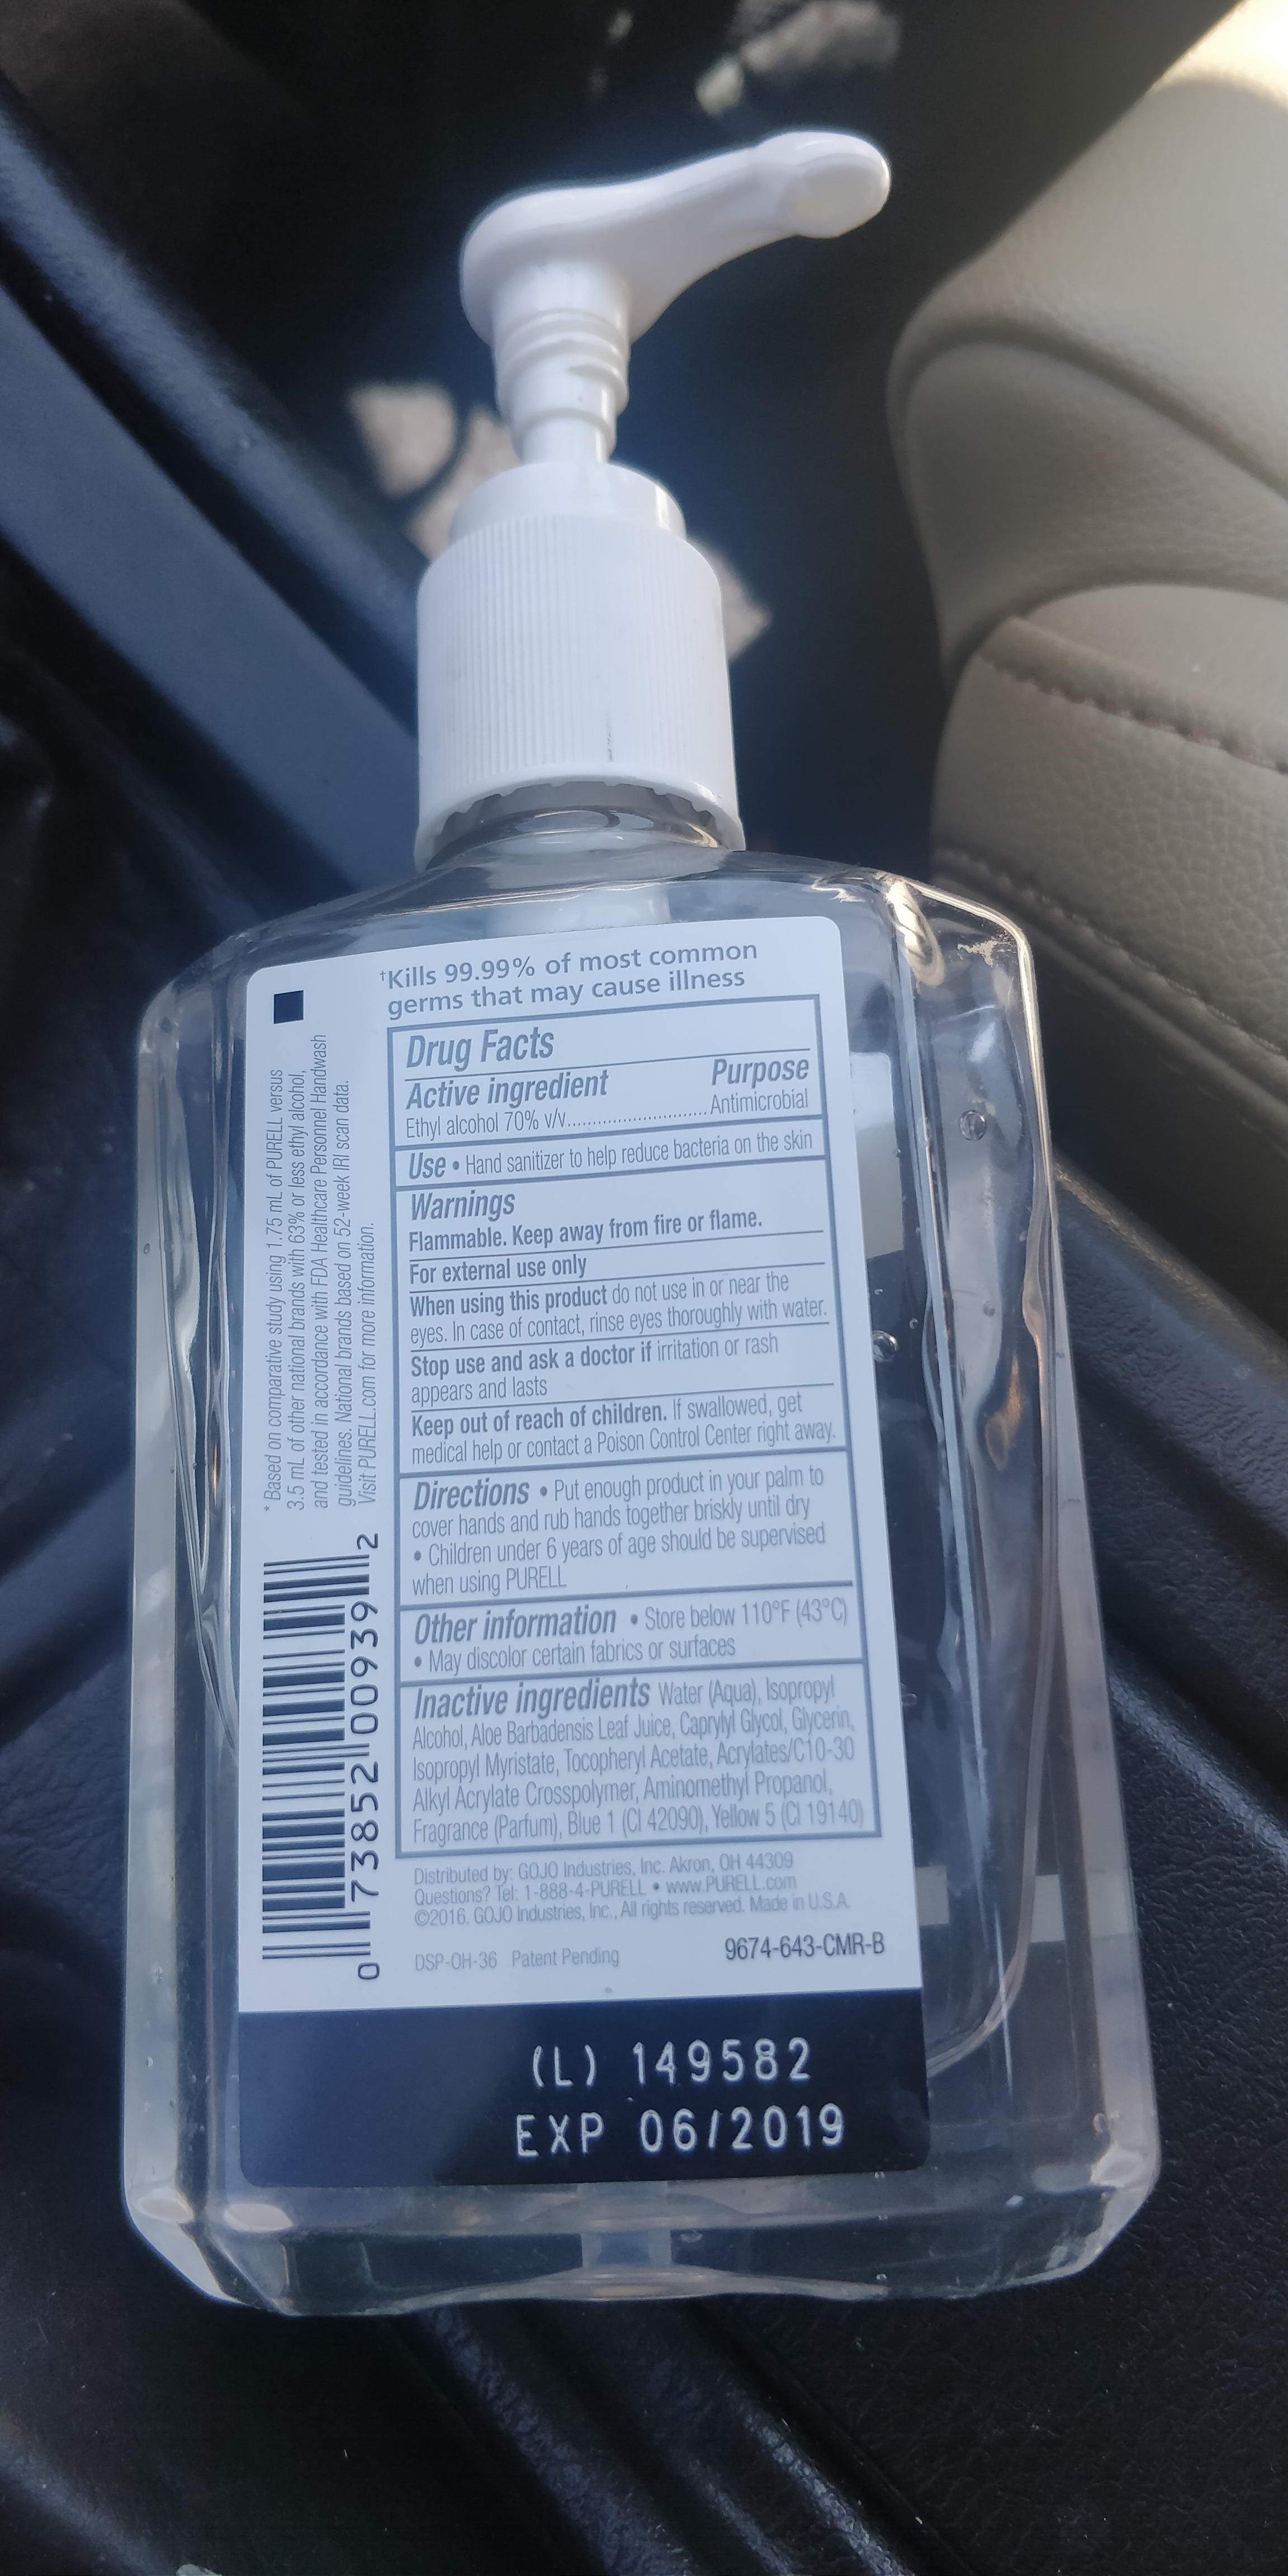 †Kills 99.99% of most common
germs that may cause illness
Drug Facts
Active ingredient Purpose
Ethyl alcohol 70% v/v..............................Antimicrobial
Use • Hand sanitizer to help reduce bacteria on the skin
Warnings
Flammable. Keep away from fire or flame.
For external use only
When using this product do not use in or near the
eyes. In case of contact, rinse eyes thoroughly with water.
Stop use and ask a doctor if irritation or rash
appears and lasts
Keep out of reach of children. If swallowed, get
medical help or contact a Poison Control Center right away.
Directions • Put enough product in your palm to
cover hands and rub hands together briskly until dry
• Children under 6 years of age should be supervised
when using PURELL
Other information • Store below 110°F (43°C)
• May discolor certain fabrics or surfaces
Inactive ingredients Water (Aqua), Isopropyl
Alcohol, Aloe Barbadensis Leaf Juice, Caprylyl Glycol, Glycerin,
Isopropyl Myristate, Tocopheryl Acetate, Acrylates/C10-30
Alkyl Acrylate Crosspolymer, Aminomethyl Propanol,
Fragrance (Parfum), Blue 1 (CI 42090), Yellow 5 (CI 19140)
Distributed by: GOJO Industries, Inc. Akron, OH 44309
Questions? Tel: 1-888-4-PURELL • www.PURELL.com
©2016. GOJO Industries, Inc., All rights reserved. Made in U.S.A.
DSP-OH-36 Patent Pending 9674-643-CMR-B
* Based on comparative study using 1.75 mL of PURELL versus
3.5 mL of other national brands with 63% or less ethyl alcohol,
and tested in accordance with FDA Healthcare Personnel Handwash
guidelines. National brands based on 52-week IRI scan data.
Visit PURELL.com for more information.
0 73852 00939 2
(L) 149582
EXP 06/2019